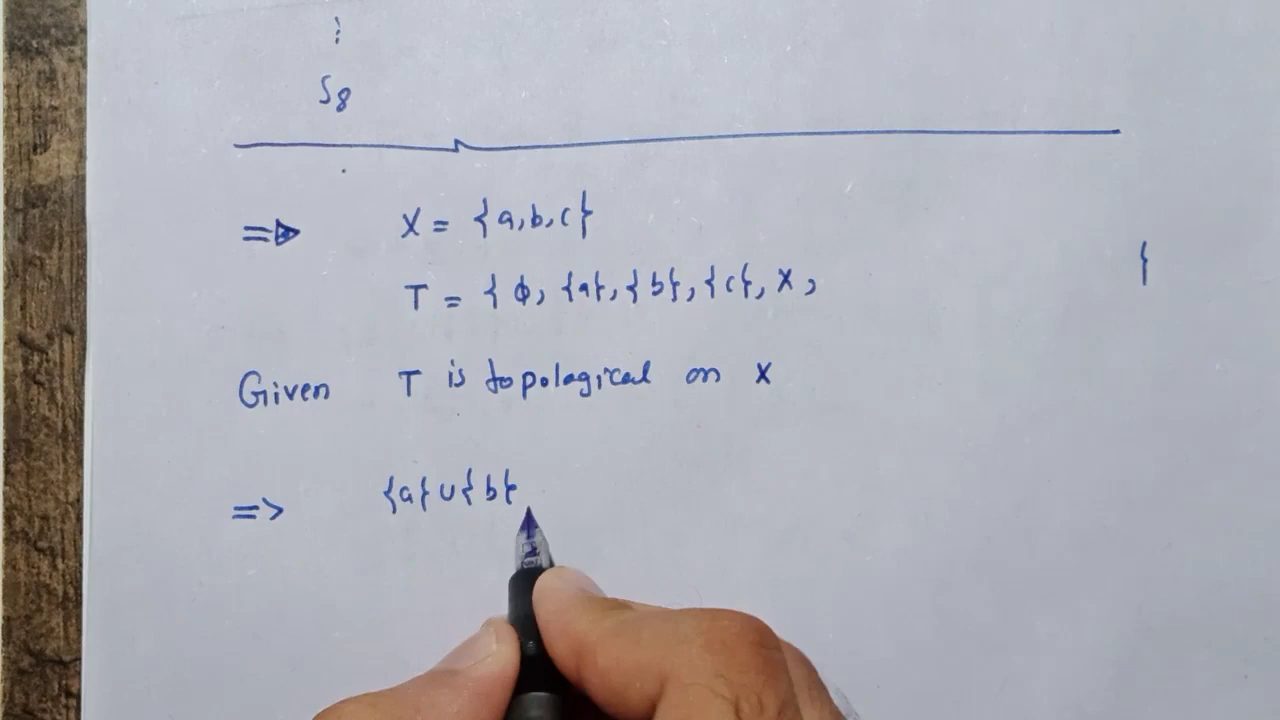 ⋮
S₈
⇒ X = {a,b,c}
T = {ϕ, {a}, {b}, {c}, X, }
Given T is topological on X
=> {a}∪{b}